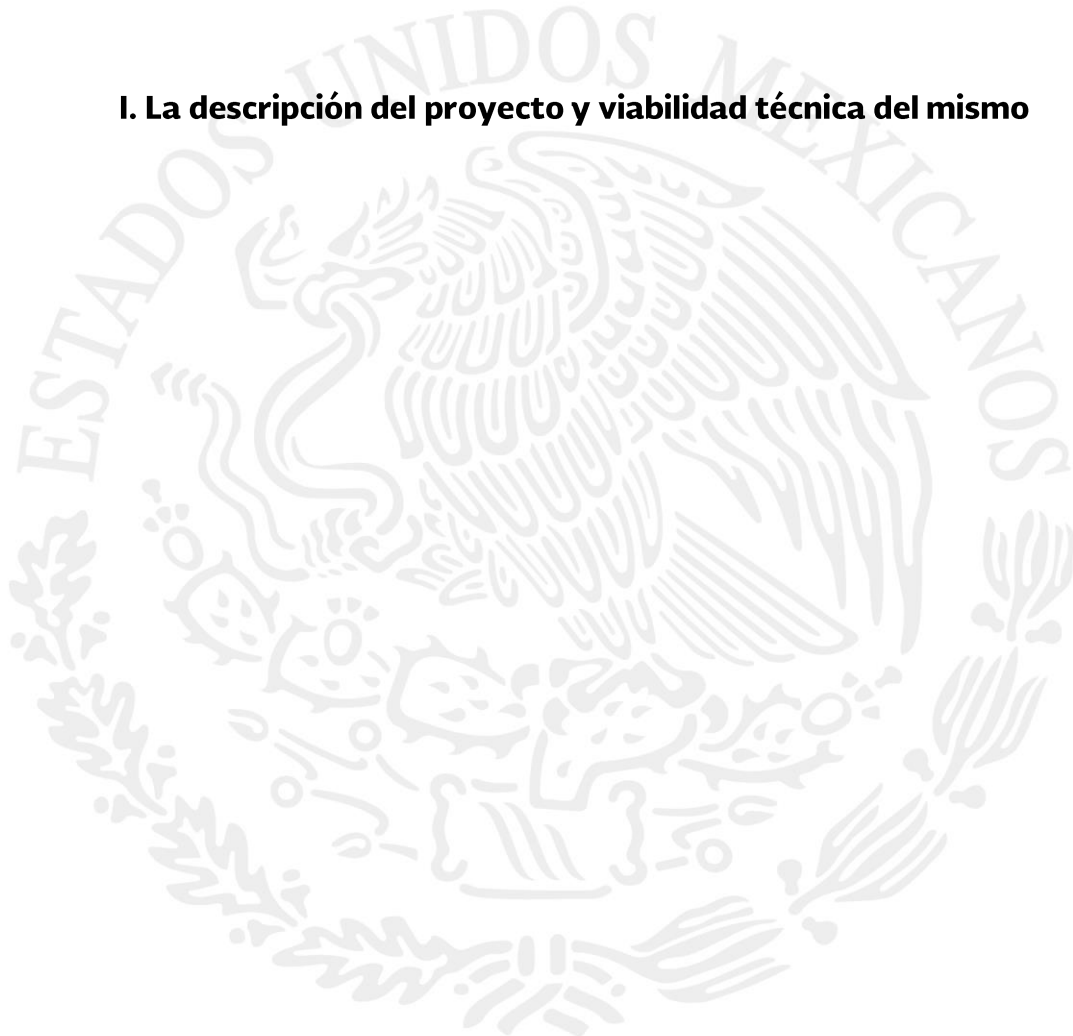 I. La descripción del proyecto y viabilidad técnica del mismo
ESTADOS UNIDOS MEXICANOS